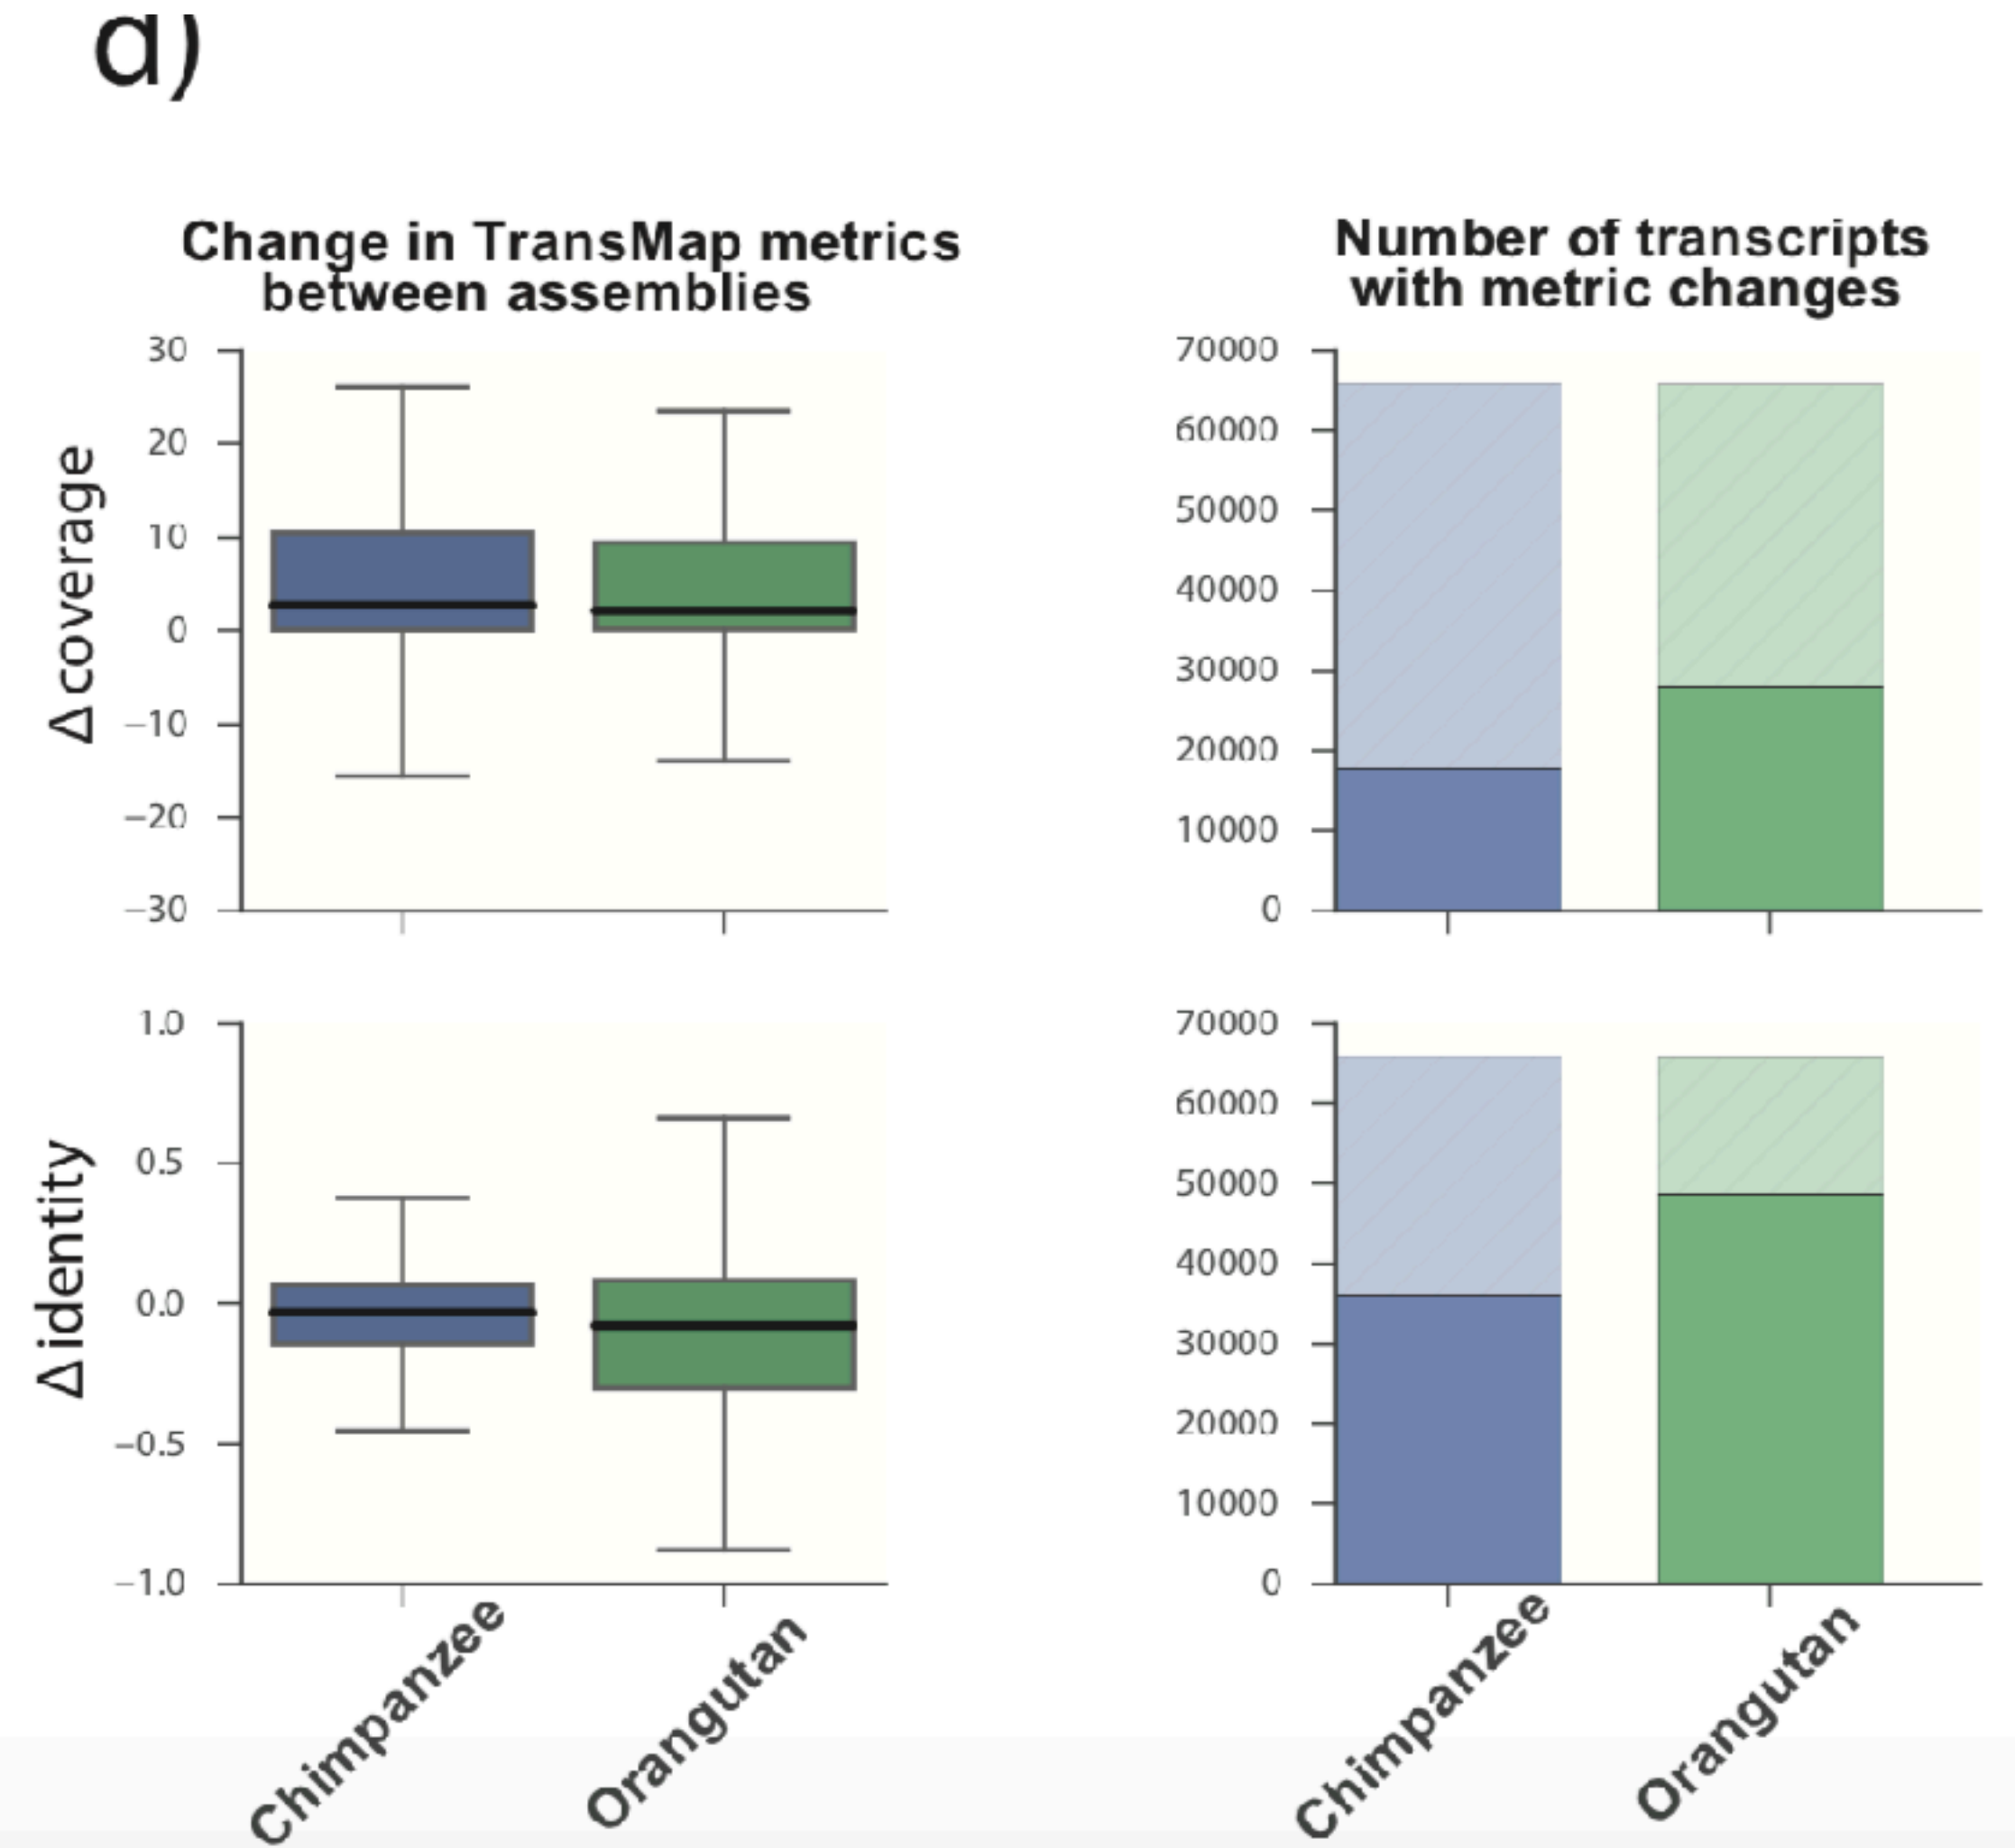 d)
Change in TransMap metrics
between assemblies
Number of transcripts
with metric changes
Δ coverage
30
20
10
0
−10
−20
−30
70000
60000
50000
40000
30000
20000
10000
0
Δ identity
1.0
0.5
0.0
−0.5
−1.0
70000
60000
50000
40000
30000
20000
10000
0
Chimpanzee
Orangutan
Chimpanzee
Orangutan